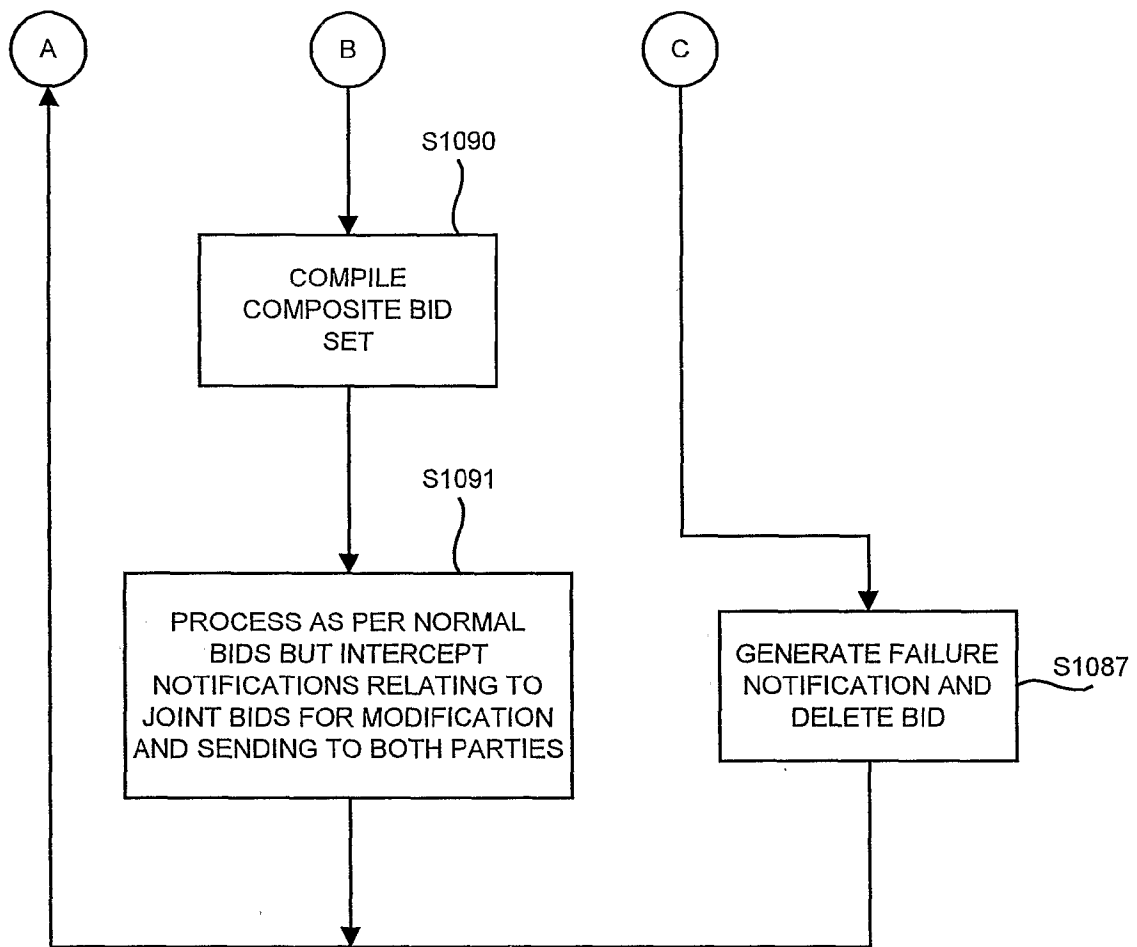 A
B
C
S1090
COMPILE
COMPOSITE BID
SET
S1091
PROCESS AS PER NORMAL
BIDS BUT INTERCEPT
NOTIFICATIONS RELATING TO
JOINT BIDS FOR MODIFICATION
AND SENDING TO BOTH PARTIES
GENERATE FAILURE
NOTIFICATION AND
DELETE BID
S1087